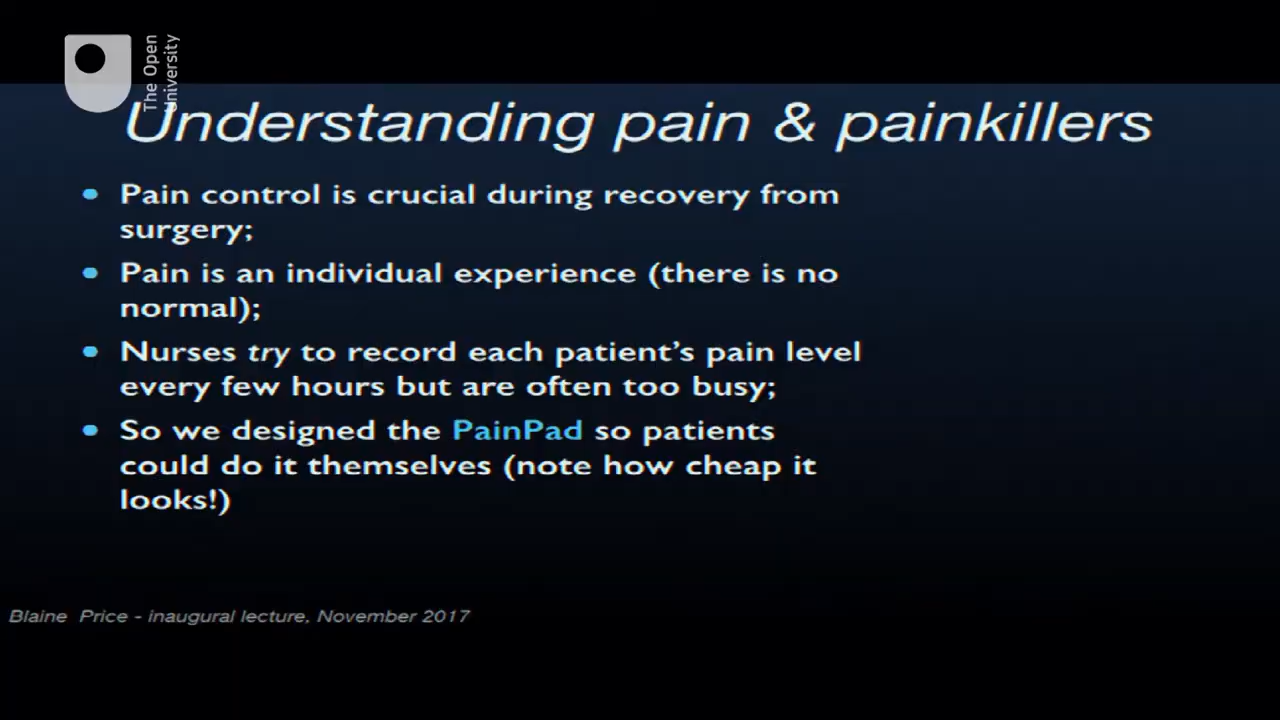 The Open
University
Understanding pain & painkillers
• Pain control is crucial during recovery from
surgery;
• Pain is an individual experience (there is no
normal);
• Nurses try to record each patient's pain level
every few hours but are often too busy;
• So we designed the PainPad so patients
could do it themselves (note how cheap it
looks!)
Blaine Price - inaugural lecture, November 2017